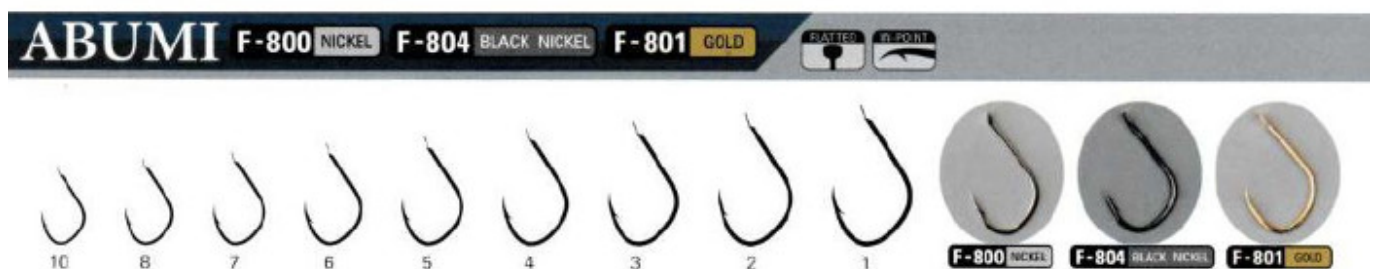 ABUMI F-800 NICKEL F-804 BLACK NICKEL F-801 GOLD FLATTED IN-POINT
10 8 7 6 5 4 3 2 1 F-800 NICKEL F-804 BLACK NICKEL F-801 GOLD